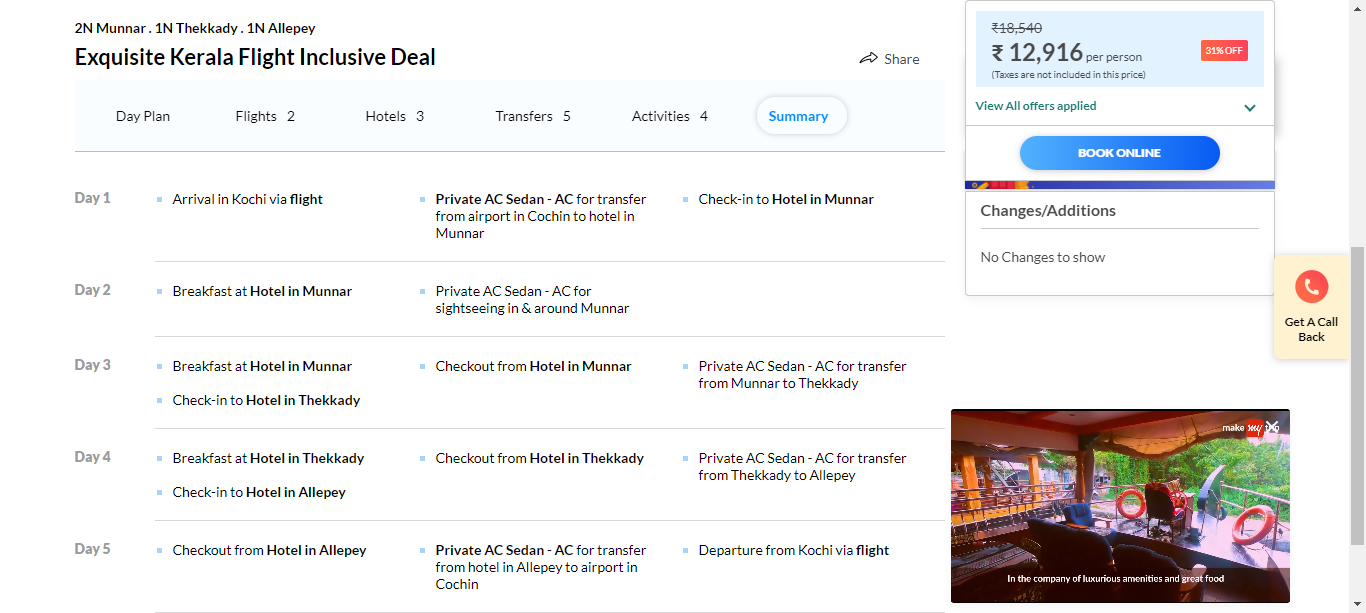 2N Munnar . 1N Thekkady . 1N Allepey
Exquisite Kerala Flight Inclusive Deal
Share
Day Plan
Flights 2
Hotels 3
Transfers 5
Activities 4
Summary
Day 1
Arrival in Kochi via flight
Private AC Sedan - AC for transfer
from airport in Cochin to hotel in
Munnar
Check-in to Hotel in Munnar
Day 2
Breakfast at Hotel in Munnar
Private AC Sedan - AC for
sightseeing in & around Munnar
Day 3
Breakfast at Hotel in Munnar
Checkout from Hotel in Munnar
Private AC Sedan - AC for transfer
from Munnar to Thekkady
Check-in to Hotel in Thekkady
Day 4
Breakfast at Hotel in Thekkady
Checkout from Hotel in Thekkady
Private AC Sedan - AC for transfer
from Thekkady to Allepey
Check-in to Hotel in Allepey
Day 5
Checkout from Hotel in Allepey
Private AC Sedan - AC for transfer
from hotel in Allepey to airport in
Cochin
Departure from Kochi via flight
₹18,540
₹ 12,916 per person
31% OFF
(Taxes are not included in this price)
View All offers applied
BOOK ONLINE
Changes/Additions
No Changes to show
Get A Call
Back
make my
In the company of luxurious amenities and great food